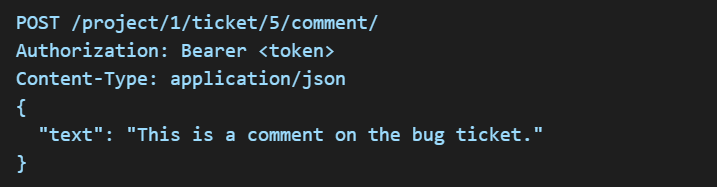 POST /project/1/ticket/5/comment/
Authorization: Bearer <token>
Content-Type: application/json
{
  "text": "This is a comment on the bug ticket."
}